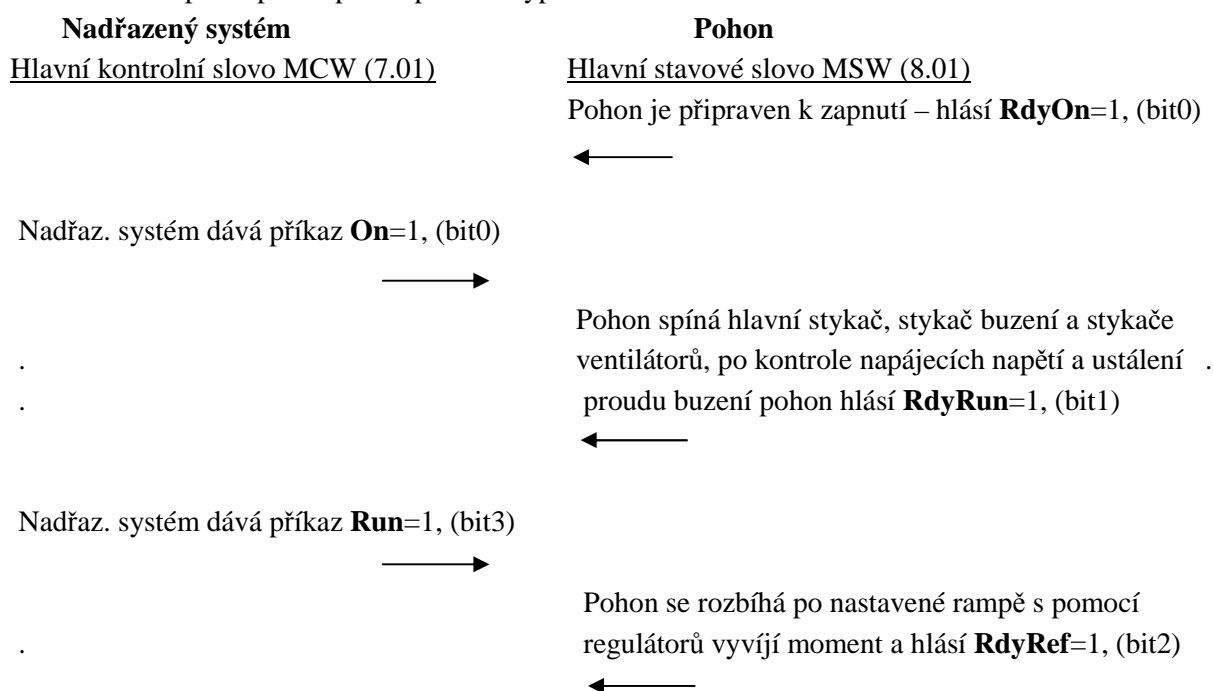 Nadřazený systém Pohon
Hlavní kontrolní slovo MCW (7.01) Hlavní stavové slovo MSW (8.01)
Pohon je připraven k zapnutí – hlásí RdyOn=1, (bit0)
Nadřaz. systém dává příkaz On=1, (bit0)
Pohon spíná hlavní stykač, stykač buzení a stykače
. ventilátorů, po kontrole napájecích napětí a ustálení .
. proudu buzení pohon hlásí RdyRun=1, (bit1)
Nadřaz. systém dává příkaz Run=1, (bit3)
Pohon se rozbíhá po nastavené rampě s pomocí
. regulátorů vyvíjí moment a hlásí RdyRef=1, (bit2)